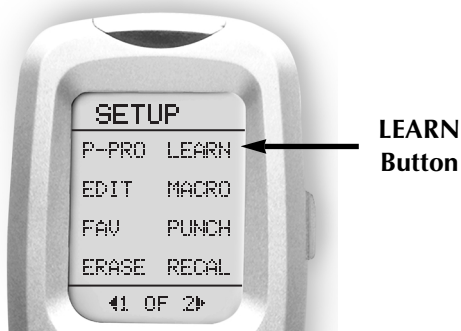 SETUP
P-PRO LEARN
EDIT MACRO
FAV PUNCH
ERASE RECAL
1 OF 2
LEARN
Button